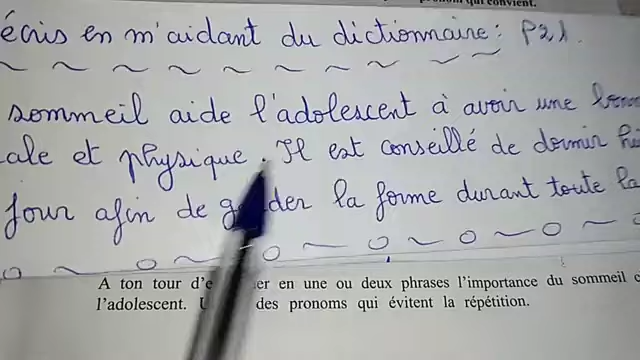 pronom qui convient.
écris en m'aidant du dictionnaire : P21.
sommeil aide l'adolescent à avoir une
ale et physique. Il est conseillé de dormir
jour afin de garder la forme durant toute la
A ton tour d'e er en une ou deux phrases l'importance du sommeil
l'adolescent. U des pronoms qui évitent la répétition.